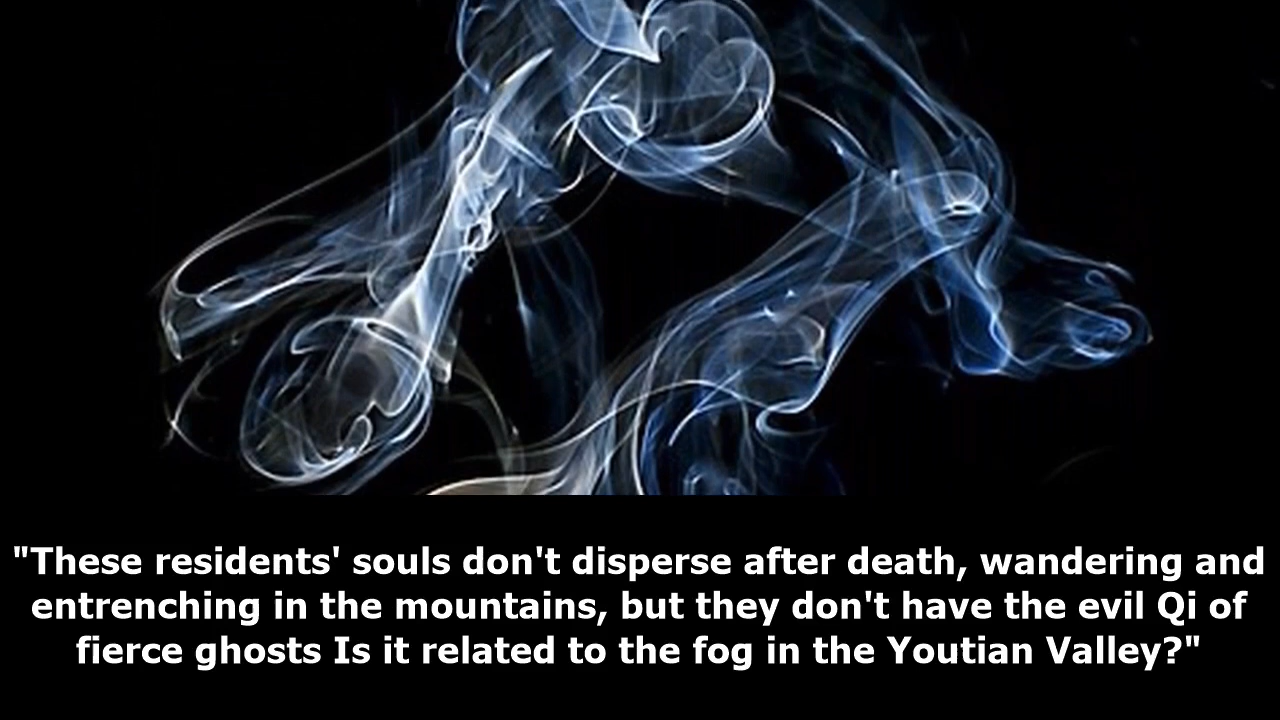 "These residents' souls don't disperse after death, wandering and
entrenching in the mountains, but they don't have the evil Qi of
fierce ghosts Is it related to the fog in the Youtian Valley?"